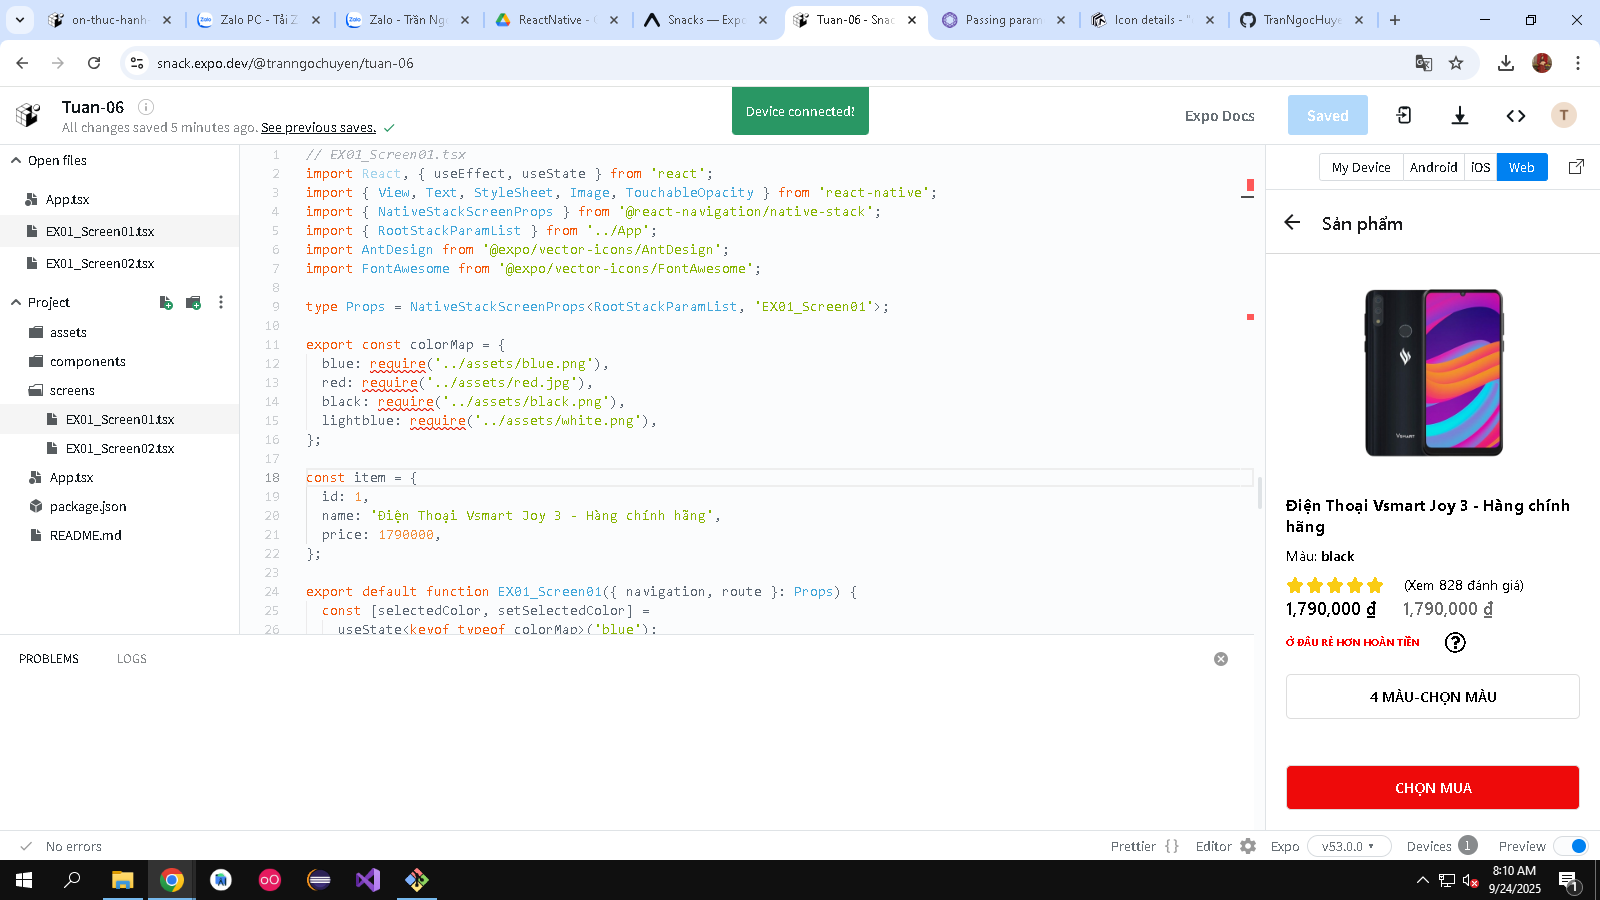 on-thuc-hanh-
Zalo PC - Tải Z
Zalo - Trần Ng
ReactNative -
Snacks — Expo
Tuan-06 - Snac
Passing param
Icon details - "
TranNgocHuye
snack.expo.dev/@tranngochuyen/tuan-06
Tuan-06
All changes saved 5 minutes ago. See previous saves.
Device connected!
Expo Docs
Saved
T
Open files
App.tsx
EX01_Screen01.tsx
EX01_Screen02.tsx
Project
assets
components
screens
EX01_Screen01.tsx
EX01_Screen02.tsx
App.tsx
package.json
README.md
1 // EX01_Screen01.tsx
2 import React, { useEffect, useState } from 'react';
3 import { View, Text, StyleSheet, Image, TouchableOpacity } from 'react-native';
4 import { NativeStackScreenProps } from '@react-navigation/native-stack';
5 import { RootStackParamList } from '../App';
6 import AntDesign from '@expo/vector-icons/AntDesign';
7 import FontAwesome from '@expo/vector-icons/FontAwesome';
8
9 type Props = NativeStackScreenProps<RootStackParamList, 'EX01_Screen01'>;
10
11 export const colorMap = {
12 blue: require('../assets/blue.png'),
13 red: require('../assets/red.jpg'),
14 black: require('../assets/black.png'),
15 lightblue: require('../assets/white.png'),
16 };
17
18 const item = {
19 id: 1,
20 name: 'Điện Thoại Vsmart Joy 3 - Hàng chính hãng',
21 price: 1790000,
22 };
23
24 export default function EX01_Screen01({ navigation, route }: Props) {
25 const [selectedColor, setSelectedColor] =
26 useState<keyof typeof colorMap>('blue');
PROBLEMS
LOGS
My Device
Android
iOS
Web
Sản phẩm
Vsmart
Điện Thoại Vsmart Joy 3 - Hàng chính
hãng
Màu: black
(Xem 828 đánh giá)
1,790,000 ₫
1,790,000 ₫
Ở ĐÂU RẺ HƠN HOÀN TIỀN
4 MÀU-CHỌN MÀU
CHỌN MUA
No errors
Prettier
Editor
Expo
v53.0.0
Devices
1
Preview
8:10 AM
9/24/2025
1